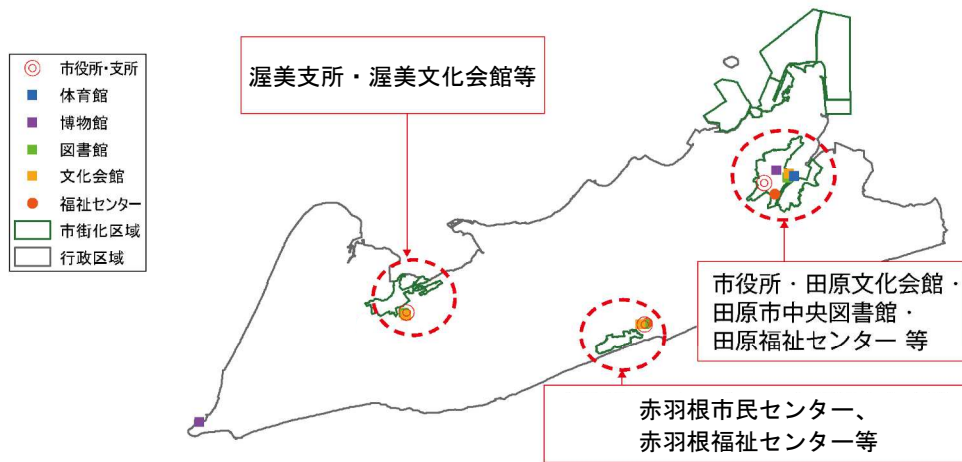 市役所・支所
体育館
博物館
図書館
文化会館
福祉センター
市街化区域
行政区域
渥美支所・渥美文化会館等
市役所・田原文化会館・
田原市中央図書館・
田原福祉センター 等
赤羽根市民センター、
赤羽根福祉センター等